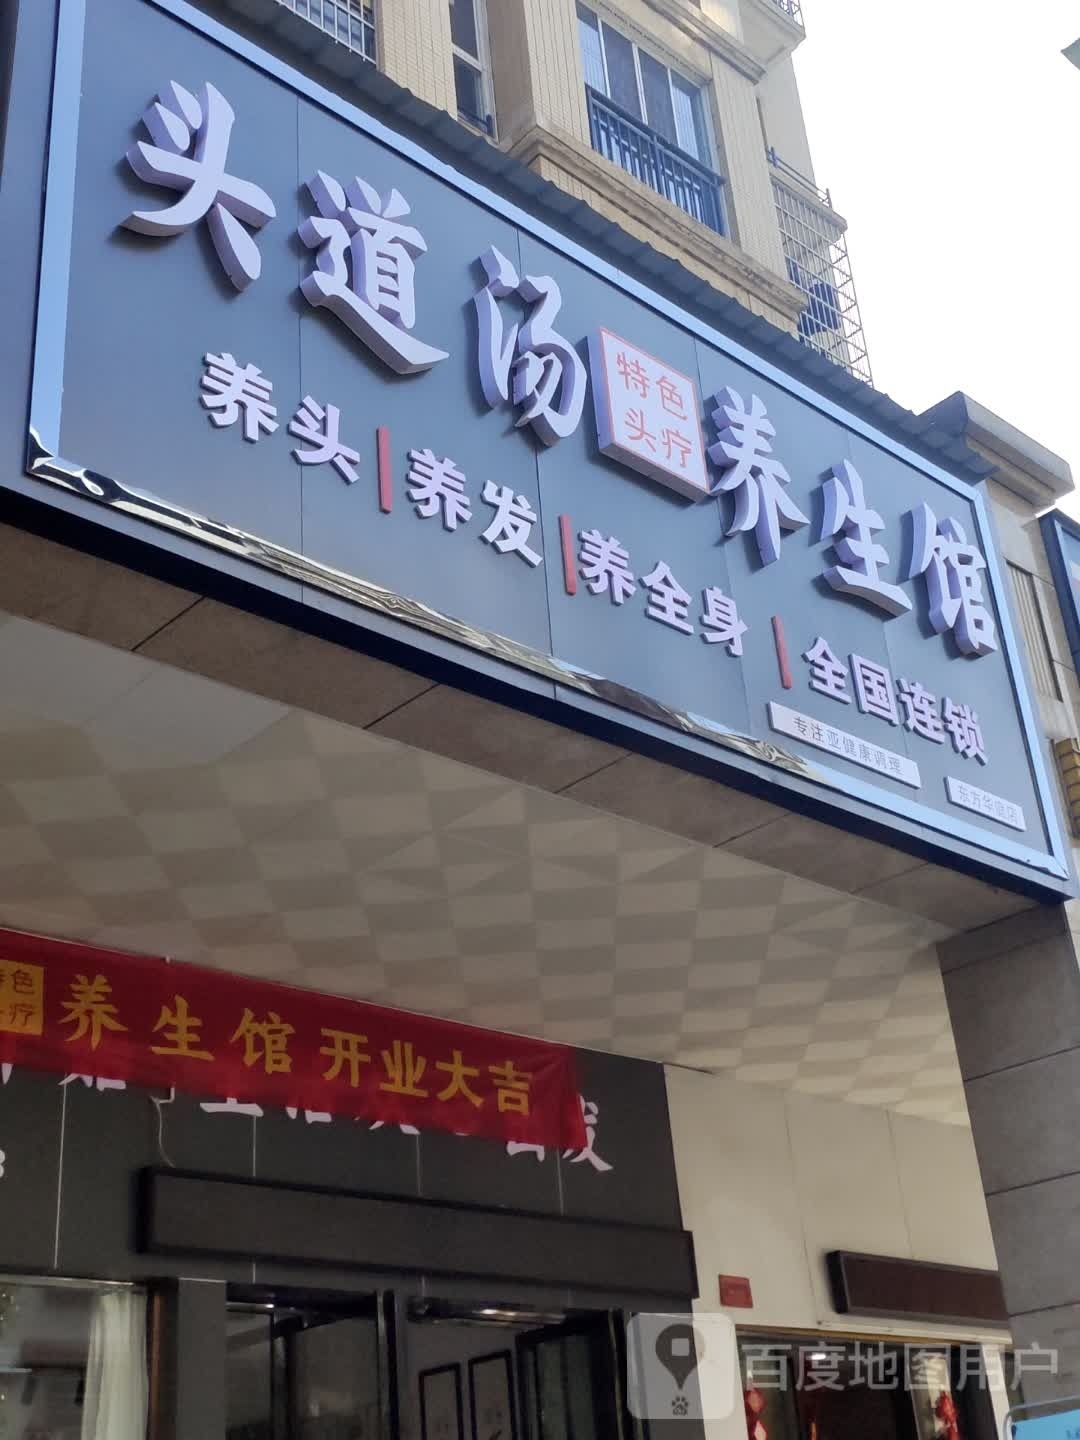 头道汤
特色
头疗
养生馆
养头|养发|养全身|全国连锁
专注亚健康调理
东方华庭店
特色
头疗
养生馆 开业大吉
百度地图用户